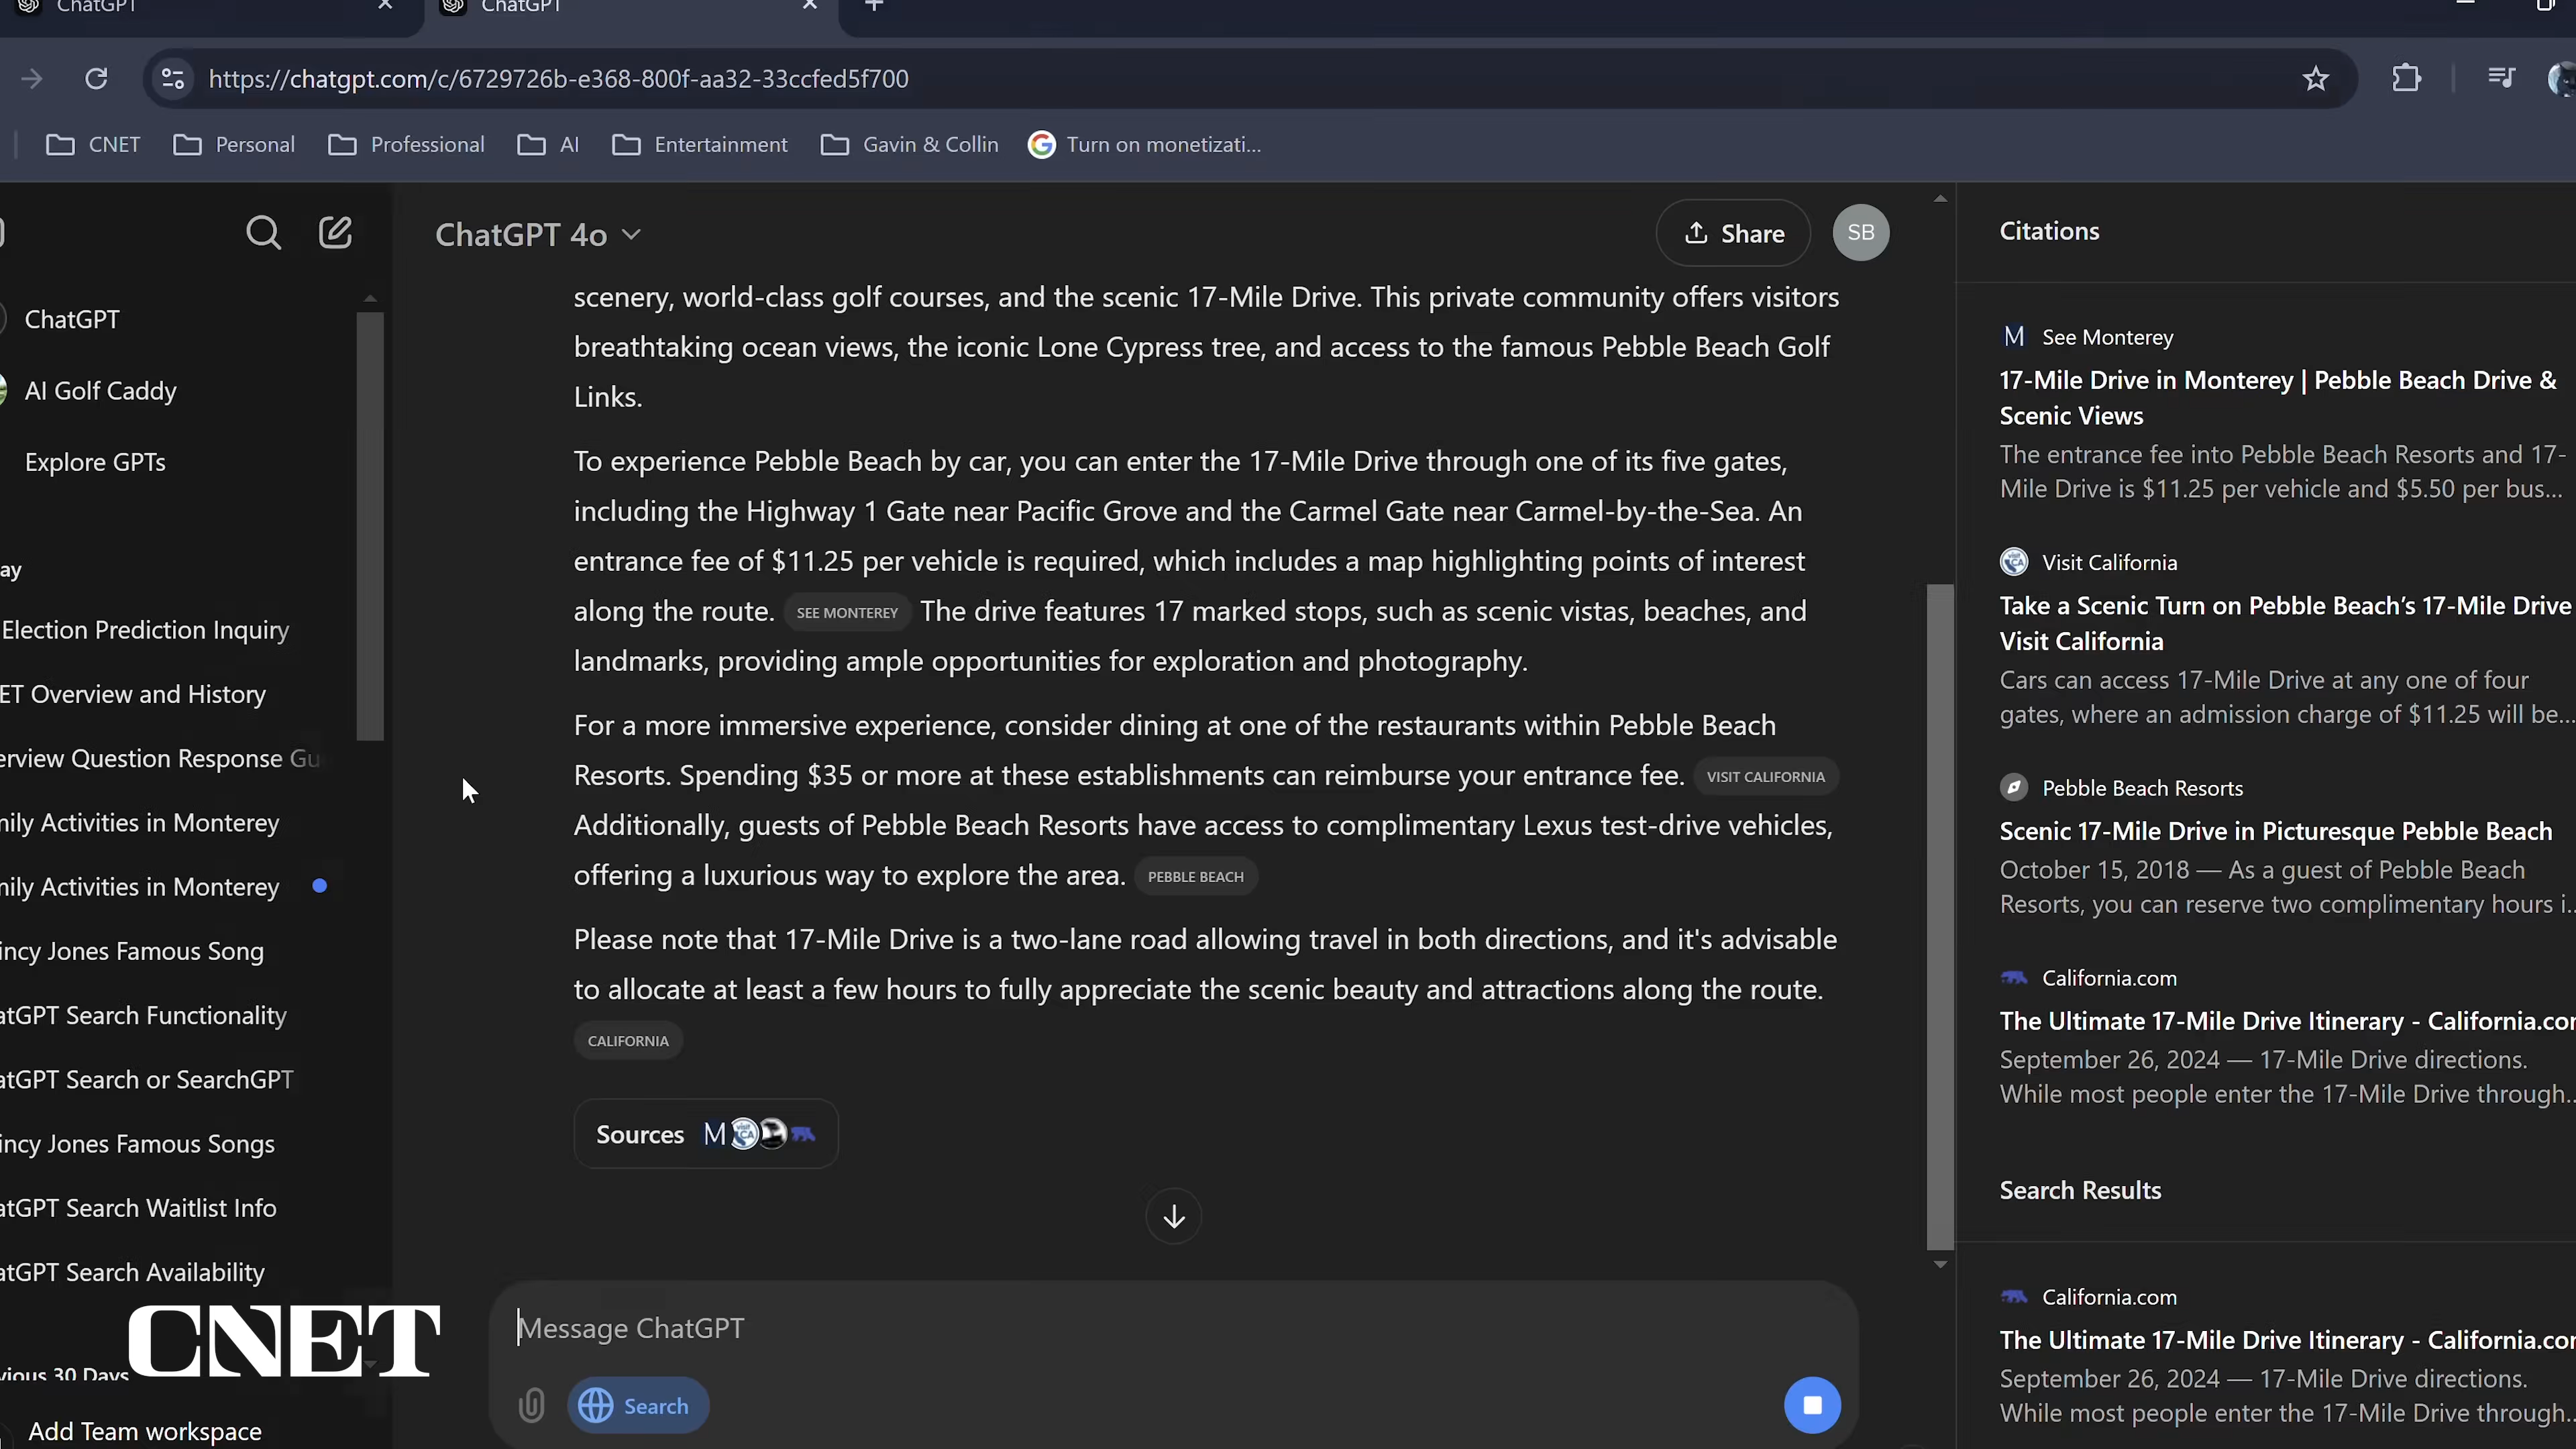 ChatGPT
ChatGPT
https://chatgpt.com/c/6729726b-e368-800f-aa32-33ccfed5f700
CNET
Personal
Professional
AI
Entertainment
Gavin & Collin
Turn on monetizati...
ChatGPT
AI Golf Caddy
Explore GPTs
ay
Election Prediction Inquiry
ET Overview and History
erview Question Response Gu
nily Activities in Monterey
nily Activities in Monterey
incy Jones Famous Song
atGPT Search Functionality
atGPT Search or SearchGPT
incy Jones Famous Songs
atGPT Search Waitlist Info
atGPT Search Availability
vious 30 Days
Add Team workspace
CNET
ChatGPT 4o
Share
SB
scenery, world-class golf courses, and the scenic 17-Mile Drive. This private community offers visitors
breathtaking ocean views, the iconic Lone Cypress tree, and access to the famous Pebble Beach Golf
Links.
To experience Pebble Beach by car, you can enter the 17-Mile Drive through one of its five gates,
including the Highway 1 Gate near Pacific Grove and the Carmel Gate near Carmel-by-the-Sea. An
entrance fee of $11.25 per vehicle is required, which includes a map highlighting points of interest
along the route. SEE MONTEREY The drive features 17 marked stops, such as scenic vistas, beaches, and
landmarks, providing ample opportunities for exploration and photography.
For a more immersive experience, consider dining at one of the restaurants within Pebble Beach
Resorts. Spending $35 or more at these establishments can reimburse your entrance fee. VISIT CALIFORNIA
Additionally, guests of Pebble Beach Resorts have access to complimentary Lexus test-drive vehicles,
offering a luxurious way to explore the area. PEBBLE BEACH
Please note that 17-Mile Drive is a two-lane road allowing travel in both directions, and it's advisable
to allocate at least a few hours to fully appreciate the scenic beauty and attractions along the route.
CALIFORNIA
Sources M
Message ChatGPT
Search
Citations
M See Monterey
17-Mile Drive in Monterey | Pebble Beach Drive &
Scenic Views
The entrance fee into Pebble Beach Resorts and 17-
Mile Drive is $11.25 per vehicle and $5.50 per bus...
Visit California
Take a Scenic Turn on Pebble Beach's 17-Mile Drive
Visit California
Cars can access 17-Mile Drive at any one of four
gates, where an admission charge of $11.25 will be...
Pebble Beach Resorts
Scenic 17-Mile Drive in Picturesque Pebble Beach
October 15, 2018 — As a guest of Pebble Beach
Resorts, you can reserve two complimentary hours i...
California.com
The Ultimate 17-Mile Drive Itinerary - California.com
September 26, 2024 — 17-Mile Drive directions.
While most people enter the 17-Mile Drive through...
Search Results
California.com
The Ultimate 17-Mile Drive Itinerary - California.com
September 26, 2024 — 17-Mile Drive directions.
While most people enter the 17-Mile Drive through...